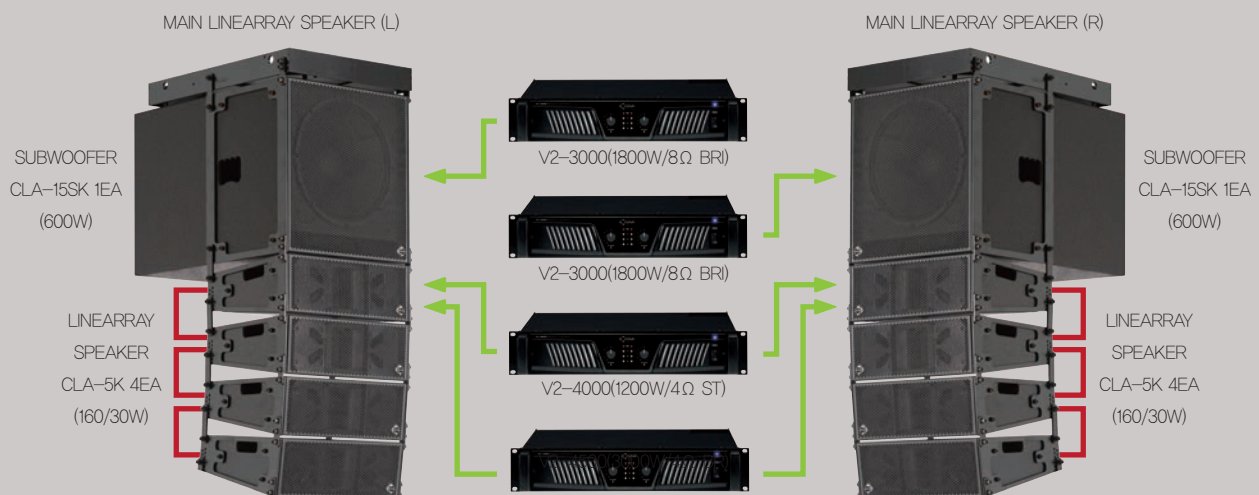 MAIN LINEARRAY SPEAKER (L)
MAIN LINEARRAY SPEAKER (R)
SUBWOOFER
CLA-15SK 1EA
(600W)
V2-3000(1800W/8Ω BRI)
SUBWOOFER
CLA-15SK 1EA
(600W)
V2-3000(1800W/8Ω BRI)
LINEARRAY
SPEAKER
CLA-5K 4EA
(160/30W)
V2-4000(1200W/4Ω ST)
LINEARRAY
SPEAKER
CLA-5K 4EA
(160/30W)